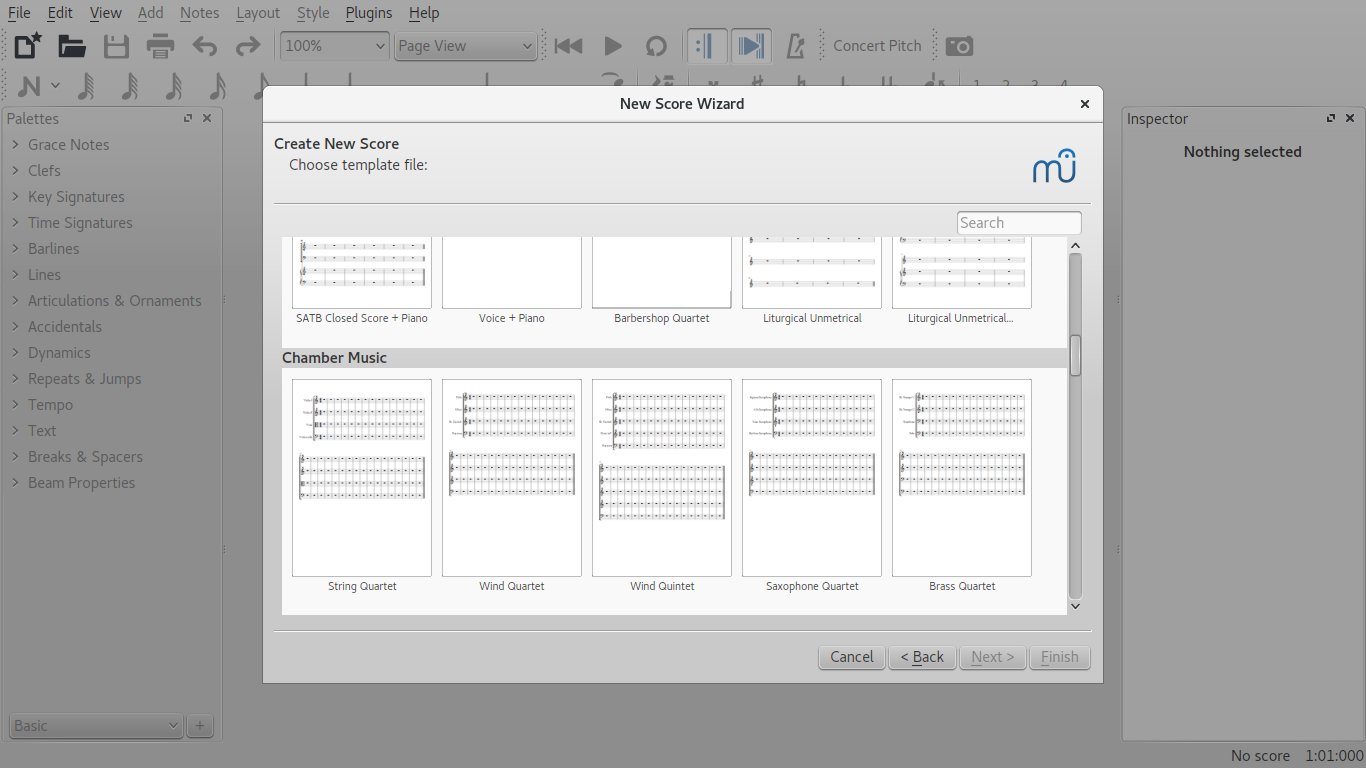 File Edit View Add Notes Layout Style Plugins Help
100% Page View Concert Pitch
1 2 3 4
Palettes
Grace Notes
Clefs
Key Signatures
Time Signatures
Barlines
Lines
Articulations & Ornaments
Accidentals
Dynamics
Repeats & Jumps
Tempo
Text
Breaks & Spacers
Beam Properties
Basic
New Score Wizard
Create New Score
Choose template file:
mu
Search
SATB Closed Score + Piano Voice + Piano Barbershop Quartet Liturgical Unmetrical Liturgical Unmetrical...
Chamber Music
String Quartet Wind Quartet Wind Quintet Saxophone Quartet Brass Quartet
Cancel < Back Next > Finish
Inspector
Nothing selected
No score 1:01:000